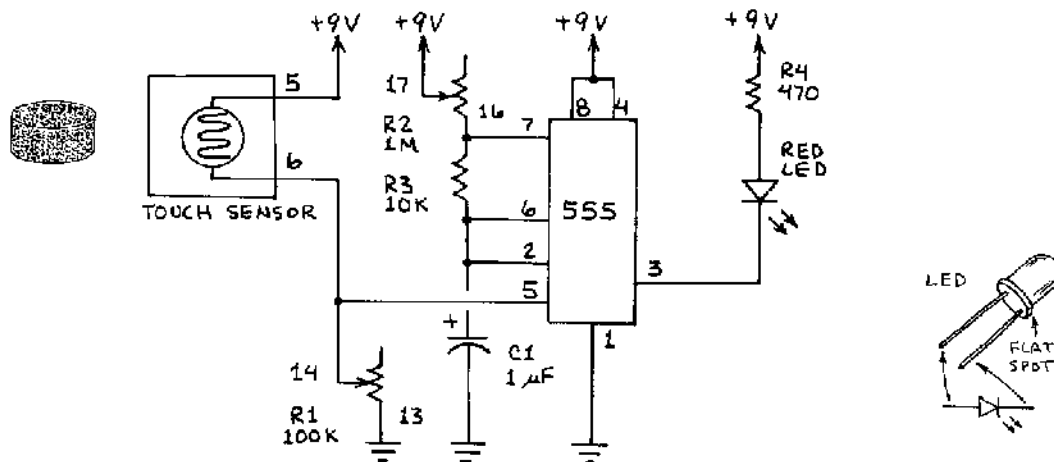 +9V
+9V
+9V
+9V
5
6
TOUCH SENSOR
17
16
R2
1M
R3
10K
7
6
2
5
8
4
555
3
1
R4
470
RED
LED
+
C1
1 µF
14
13
R1
100K
LED
FLAT
SPOT